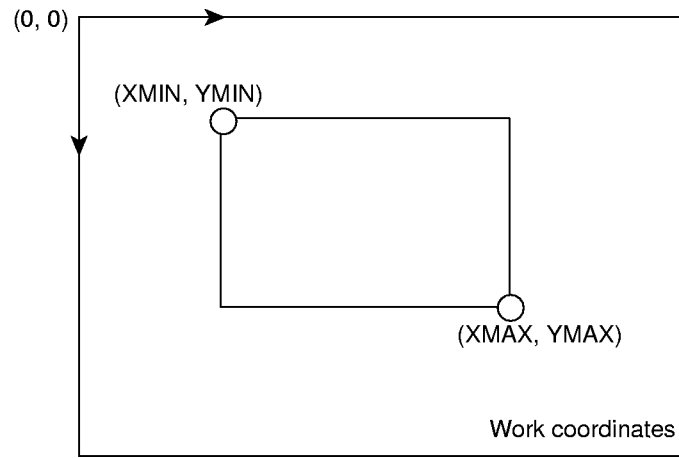 (0, 0)
(XMIN, YMIN)
(XMAX, YMAX)
Work coordinates